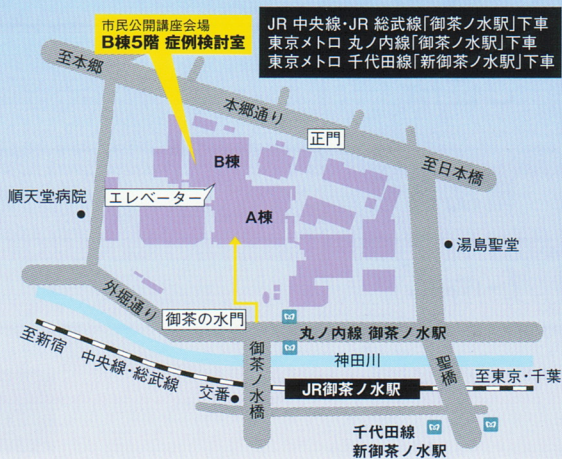 市民公開講座会場
B棟5階 症例検討室
JR 中央線・JR 総武線「御茶ノ水駅」下車
東京メトロ 丸ノ内線「御茶ノ水駅」下車
東京メトロ 千代田線「新御茶ノ水駅」下車
至本郷
本郷通り
正門
至日本橋
B棟
エレベーター
A棟
順天堂病院
湯島聖堂
外堀通り
御茶の水門
丸ノ内線 御茶ノ水駅
至新宿
中央線・総武線
御茶ノ水橋
神田川
聖橋
至東京・千葉
交番
JR御茶ノ水駅
千代田線
新御茶ノ水駅